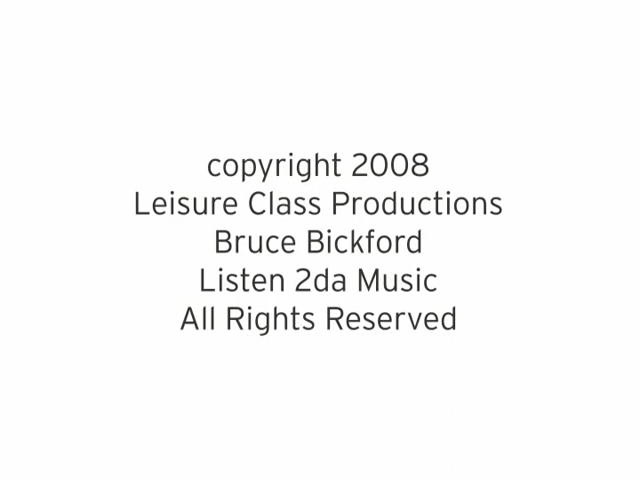 copyright 2008
Leisure Class Productions
Bruce Bickford
Listen 2da Music
All Rights Reserved